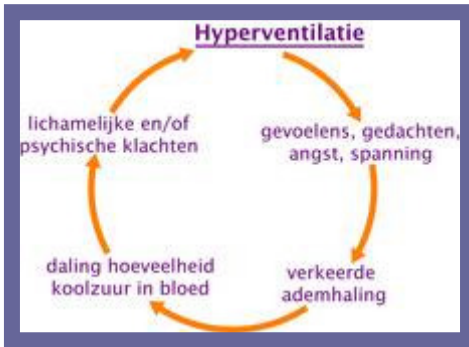 Hyperventilatie
gevoelens, gedachten,
angst, spanning
verkeerde
ademhaling
daling hoeveelheid
koolzuur in bloed
lichamelijke en/of
psychische klachten